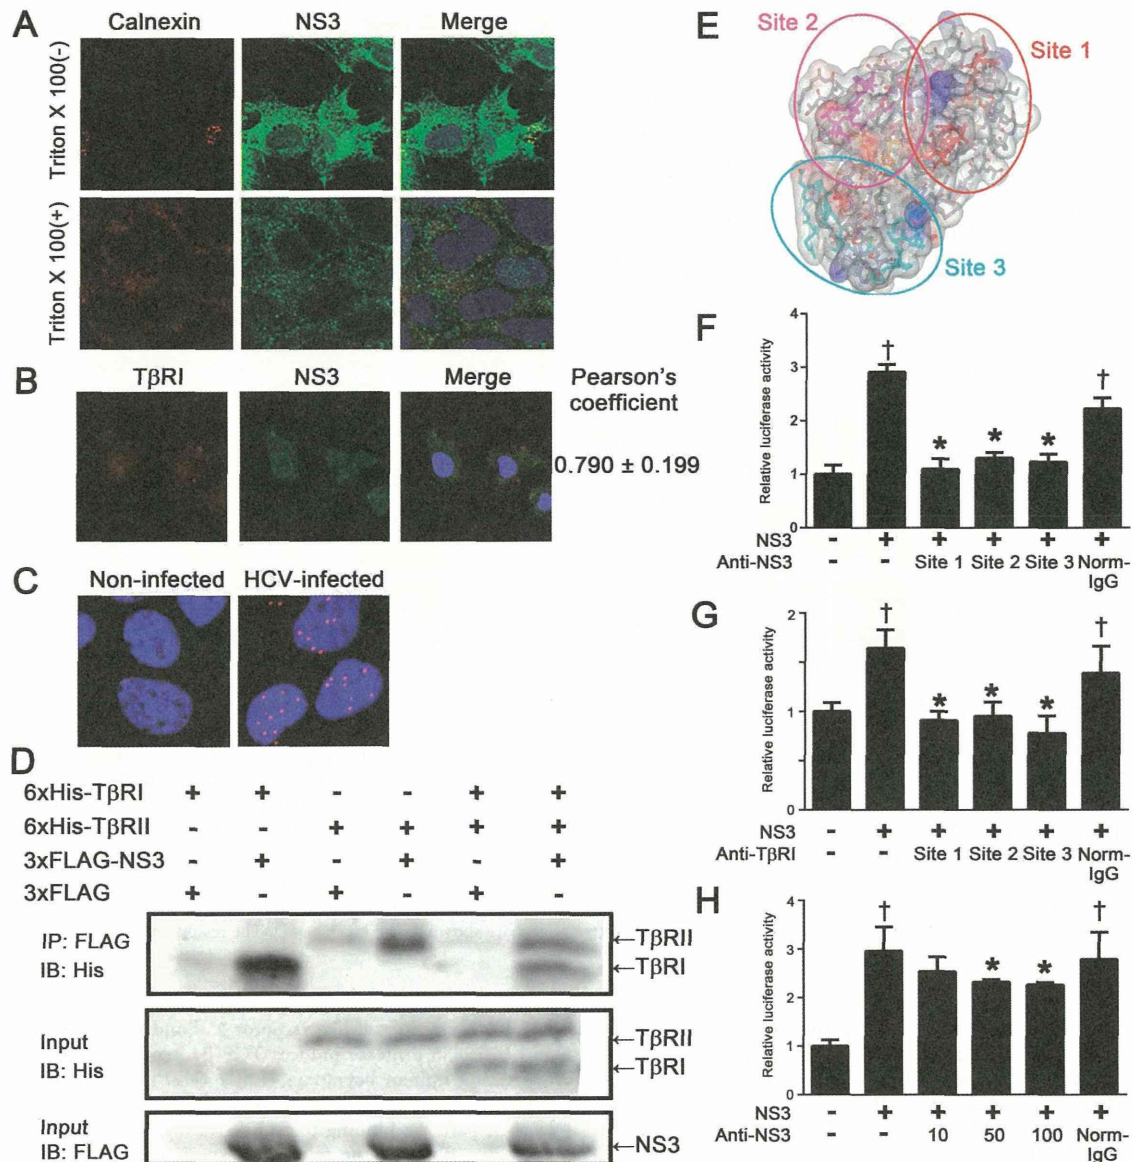 A
Calnexin NS3 Merge
Triton X 100(-)
Triton X 100(+)
B
TβRI NS3 Merge Pearson's coefficient
0.790 ± 0.199
C
Non-infected HCV-infected
D
6xHis-TβRI + + - - + +
6xHis-TβRII - - + + + +
3xFLAG-NS3 - + - + - +
3xFLAG + - + - + -
IP: FLAG
IB: His
←TβRII
←TβRI
Input
IB: His
←TβRII
←TβRI
Input
IB: FLAG
←NS3
E
Site 2
Site 1
Site 3
F
Relative luciferase activity
4
3
2
1
0
† * * * †
NS3 - + + + + +
Anti-NS3 - - Site 1 Site 2 Site 3 Norm-IgG
G
Relative luciferase activity
2
1
0
† * * * †
NS3 - + + + + +
Anti-TβRI - - Site 1 Site 2 Site 3 Norm-IgG
H
Relative luciferase activity
4
3
2
1
0
† * * †
NS3 - + + + + +
Anti-NS3 - - 10 50 100 Norm-IgG